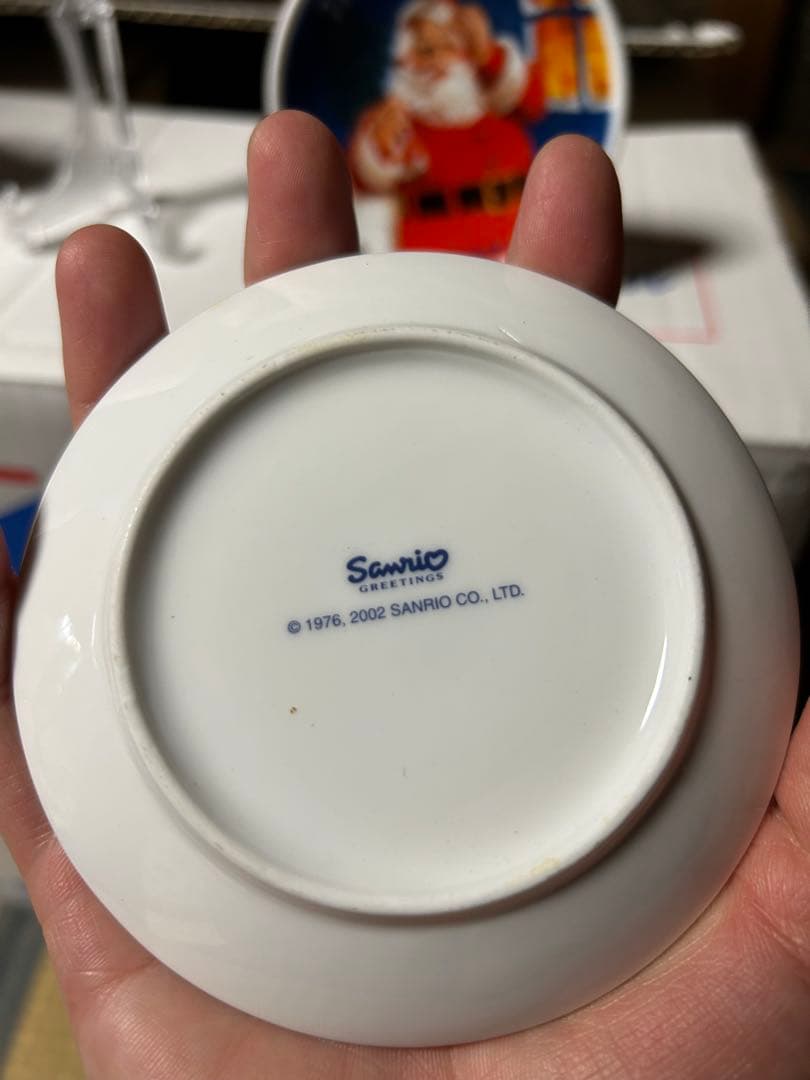 Sanrio
GREETINGS
© 1976, 2002 SANRIO CO., LTD.